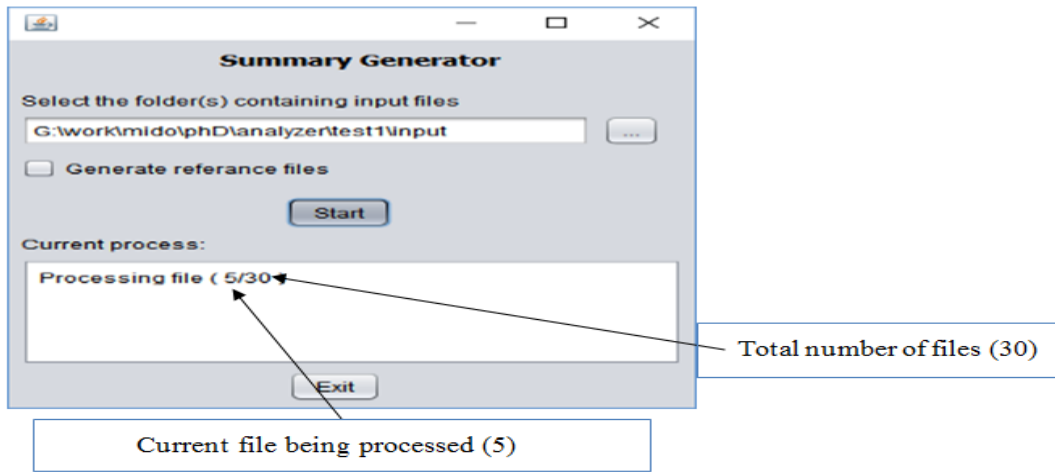 Summary Generator
Select the folder(s) containing input files
G:\work\mido\phD\analyzer\test1\input
...
Generate referance files
Start
Current process:
Processing file ( 5/30 )
Total number of files (30)
Exit
Current file being processed (5)